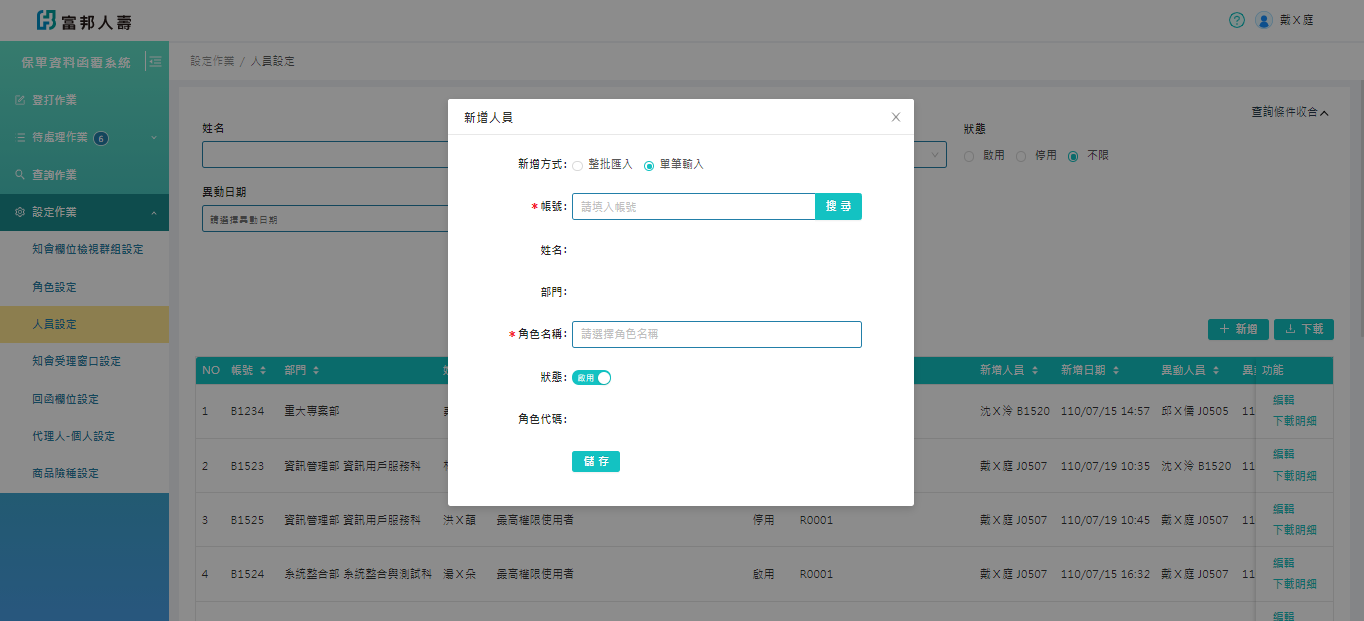 富邦人壽
? 戴X庭
保單資料函覆系統
設定作業 / 人員設定
登打作業
待處理作業 6
查詢作業
設定作業
知會欄位檢視群組設定
角色設定
人員設定
知會受理窗口設定
回函欄位設定
代理人-個人設定
商品險種設定
查詢條件收合
姓名
狀態
啟用 停用 不限
異動日期
請選擇異動日期
新增 下載
新增人員
新增方式: 整批匯入 單筆輸入
*帳號: 請填入帳號 搜尋
姓名:
部門:
*角色名稱: 請選擇角色名稱
狀態: 啟用
角色代碼:
儲存
NO 帳號 部門 新增人員 新增日期 異動人員 功能
1 B1234 重大專案部 沈X泠 B1520 110/07/15 14:57 邱X儒 J0505 11 編輯
下載明細
2 B1523 資訊管理部 資訊用戶服務科 戴X庭 J0507 110/07/19 10:35 沈X泠 B1520 11 編輯
下載明細
3 B1525 資訊管理部 資訊用戶服務科 洪X韻 最高權限使用者 停用 R0001 戴X庭 J0507 110/07/19 10:45 戴X庭 J0507 11 編輯
下載明細
4 B1524 系統整合部 系統整合與測試科 湯X朵 最高權限使用者 啟用 R0001 戴X庭 J0507 110/07/15 16:32 戴X庭 J0507 11 編輯
下載明細
編輯